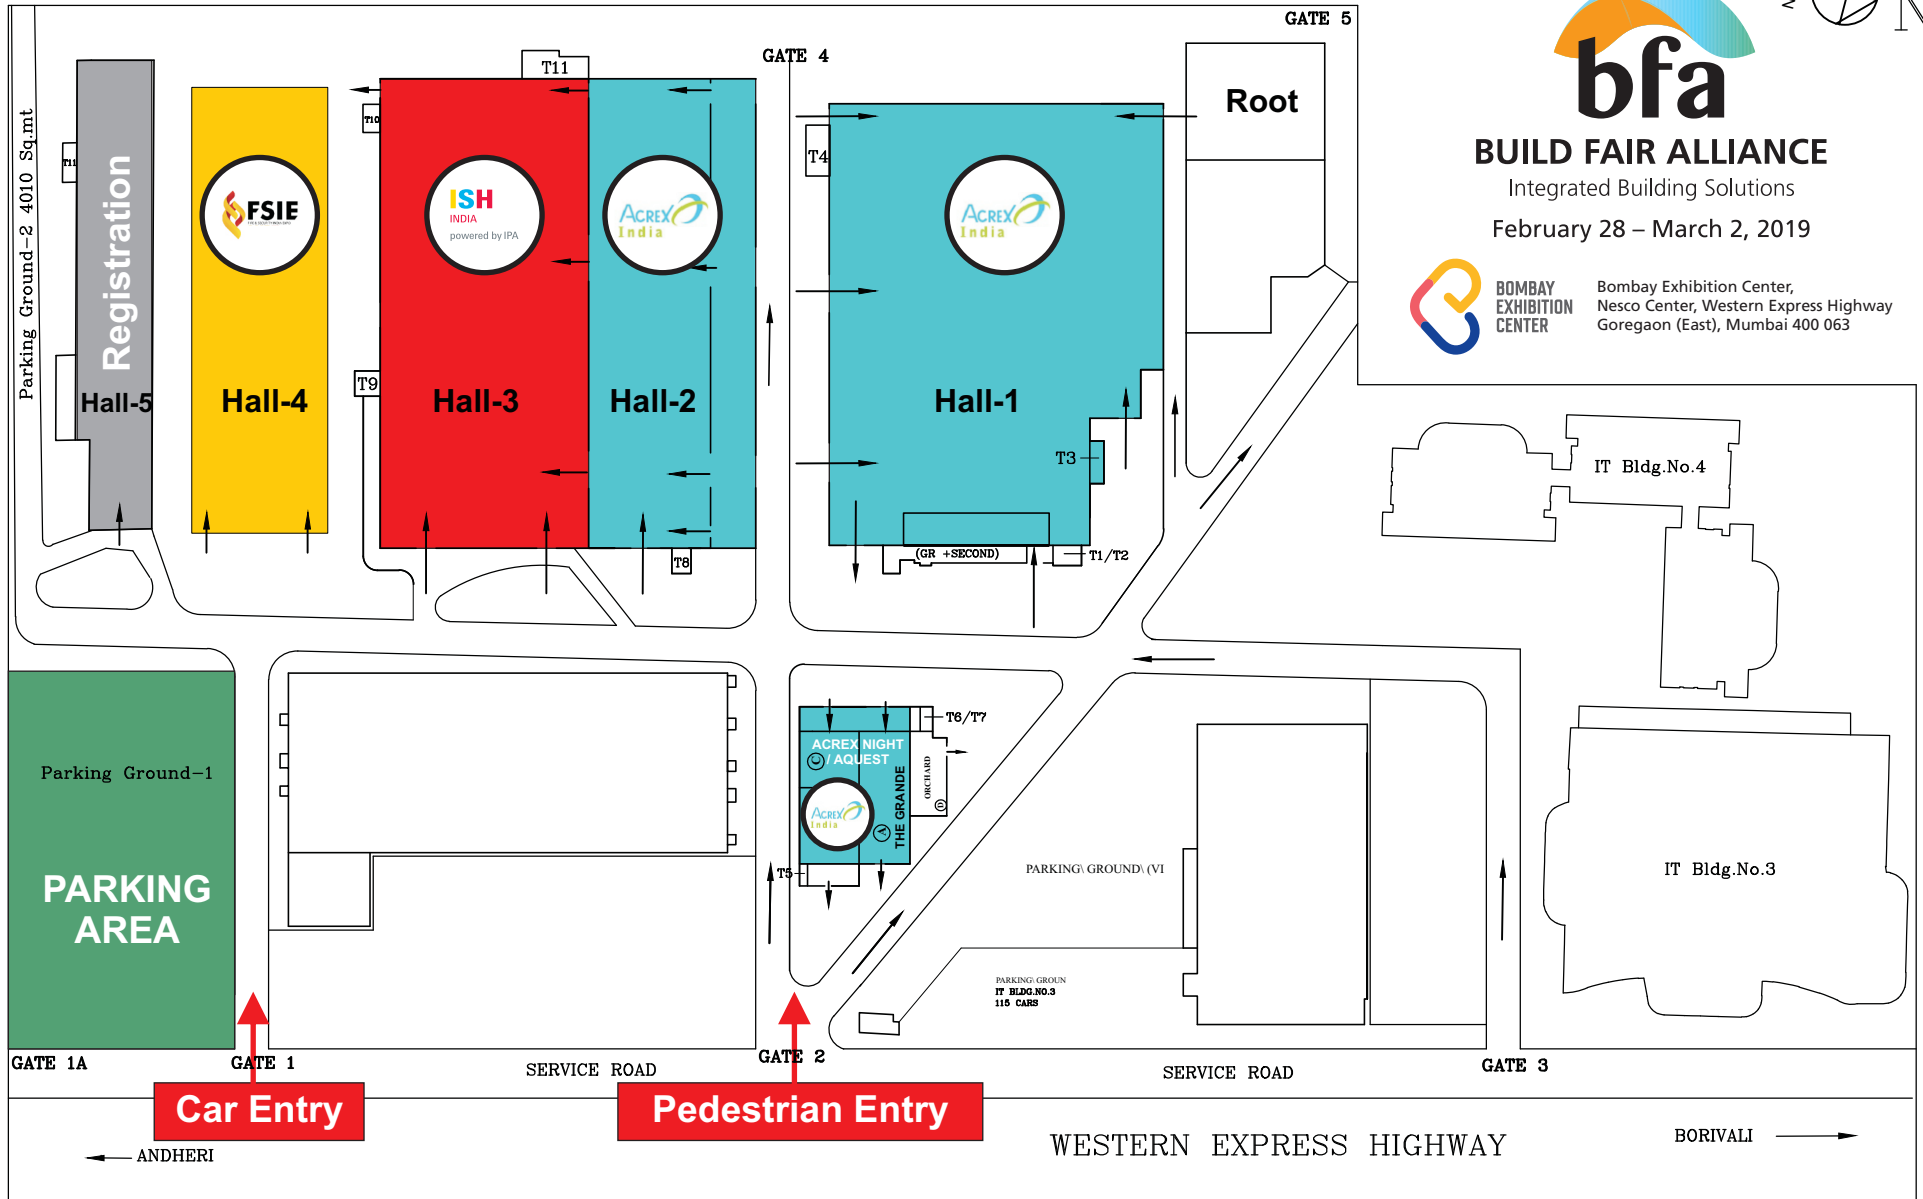 GATE 5
N
bfa
BUILD FAIR ALLIANCE
Integrated Building Solutions
February 28 – March 2, 2019
BOMBAY
EXHIBITION
CENTER
Bombay Exhibition Center,
Nesco Center, Western Express Highway
Goregaon (East), Mumbai 400 063
GATE 4
T11
T10
T11
Parking Ground-2 4010 Sq.mt
Registration
Hall-5
FSIE
Hall-4
ISH
INDIA
powered by IPA
Hall-3
T9
ACREX
India
Hall-2
T8
T4
ACREX
India
Hall-1
T3
(GR +SECOND)
T1/T2
Root
IT Bldg.No.4
IT Bldg.No.3
Parking Ground-1
PARKING
AREA
T6/T7
ACREX NIGHT
/ AQUEST
C
ACREX
India
THE GRANDE
A
ORCHARD
D
T5
PARKING\ GROUND\ (VI
PARKING\ GROUN
IT BLDG.NO.3
115 CARS
GATE 1A
GATE 1
SERVICE ROAD
GATE 2
SERVICE ROAD
GATE 3
Car Entry
Pedestrian Entry
ANDHERI
WESTERN EXPRESS HIGHWAY
BORIVALI